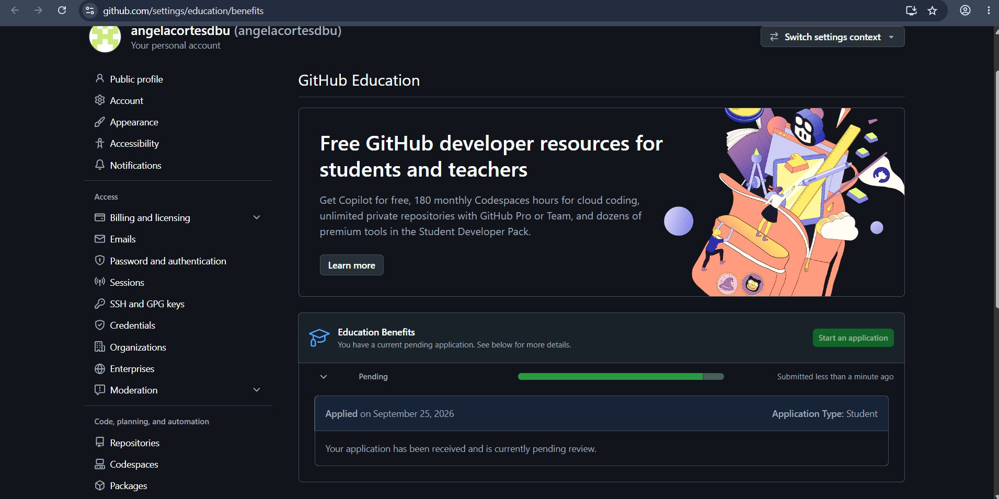 github.com/settings/education/benefits
angelacortesdbu (angelacortesdbu)
Your personal account
Switch settings context
Public profile
Account
Appearance
Accessibility
Notifications
Access
Billing and licensing
Emails
Password and authentication
Sessions
SSH and GPG keys
Credentials
Organizations
Enterprises
Moderation
Code, planning, and automation
Repositories
Codespaces
Packages
GitHub Education
Free GitHub developer resources for
students and teachers
Get Copilot for free, 180 monthly Codespaces hours for cloud coding,
unlimited private repositories with GitHub Pro or Team, and dozens of
premium tools in the Student Developer Pack.
Learn more
Education Benefits
You have a current pending application. See below for more details.
Start an application
Pending
Submitted less than a minute ago
Applied on September 25, 2026
Application Type: Student
Your application has been received and is currently pending review.